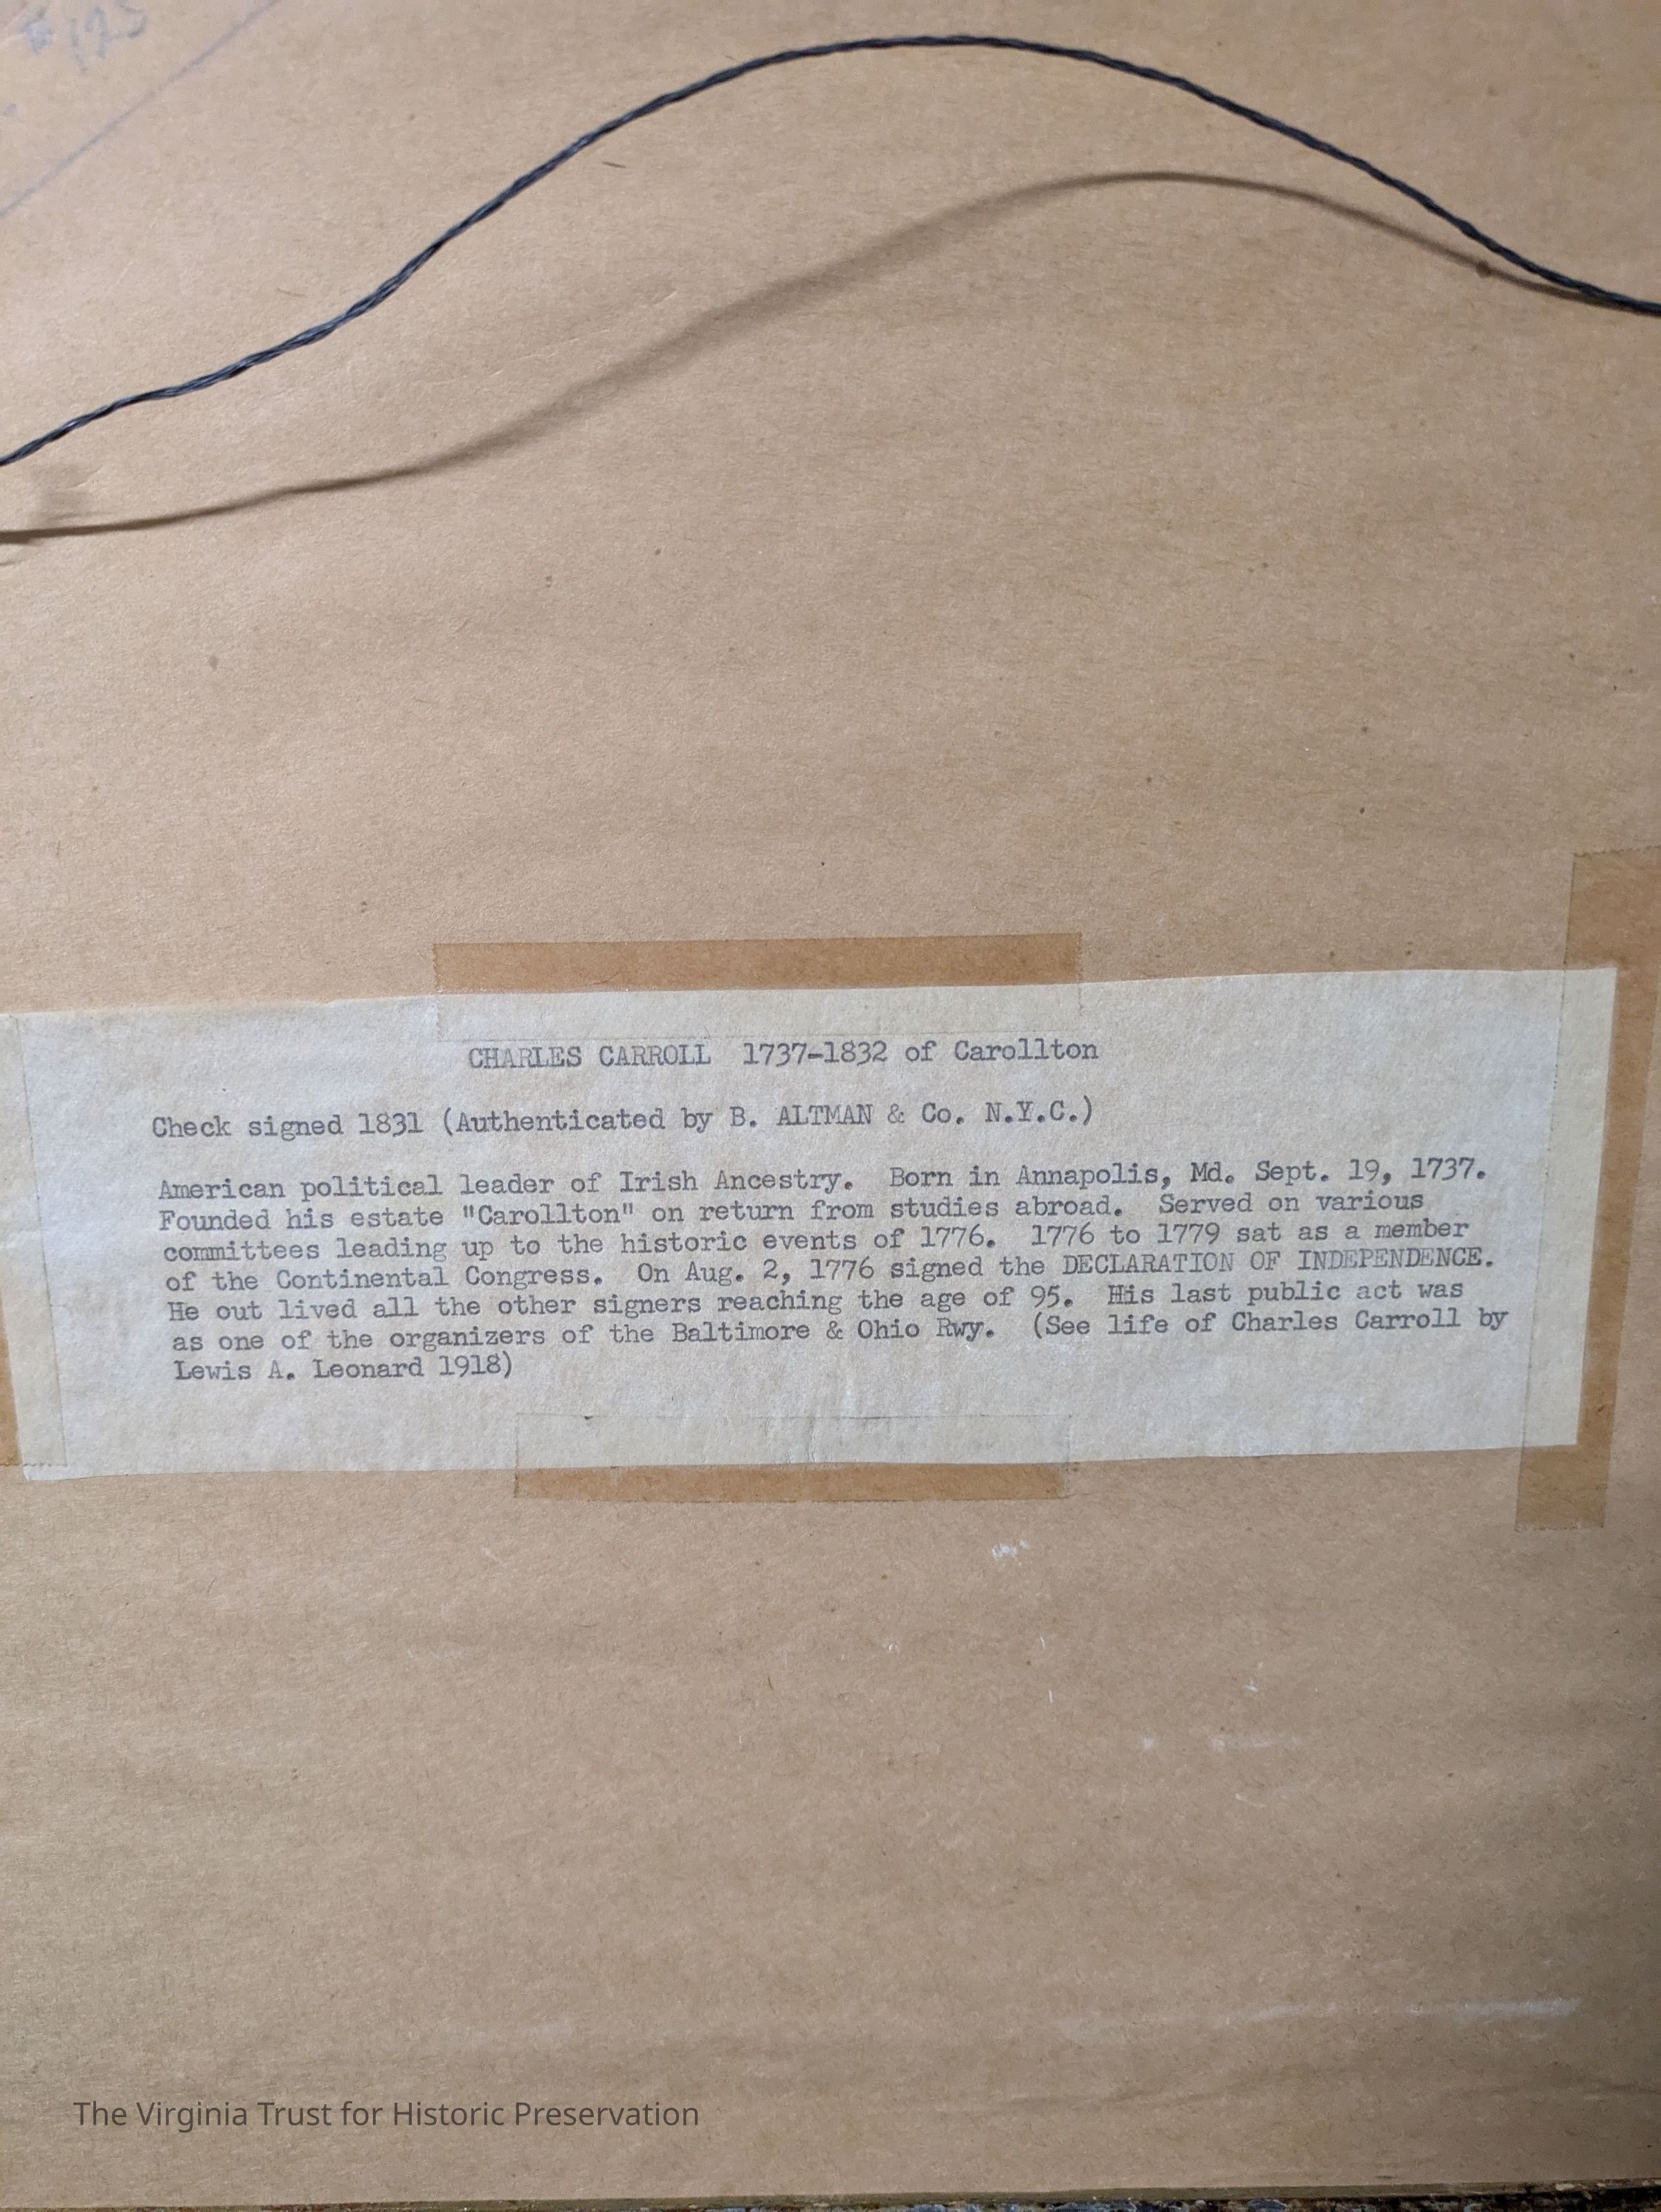 #125
CHARLES CARROLL 1737-1832 of Carollton
Check signed 1831 (Authenticated by B. ALTMAN & Co. N.Y.C.)
American political leader of Irish Ancestry. Born in Annapolis, Md. Sept. 19, 1737.
Founded his estate "Carollton" on return from studies abroad. Served on various
committees leading up to the historic events of 1776. 1776 to 1779 sat as a member
of the Continental Congress. On Aug. 2, 1776 signed the DECLARATION OF INDEPENDENCE.
He out lived all the other signers reaching the age of 95. His last public act was
as one of the organizers of the Baltimore & Ohio Rwy. (See life of Charles Carroll by
Lewis A. Leonard 1918)
The Virginia Trust for Historic Preservation